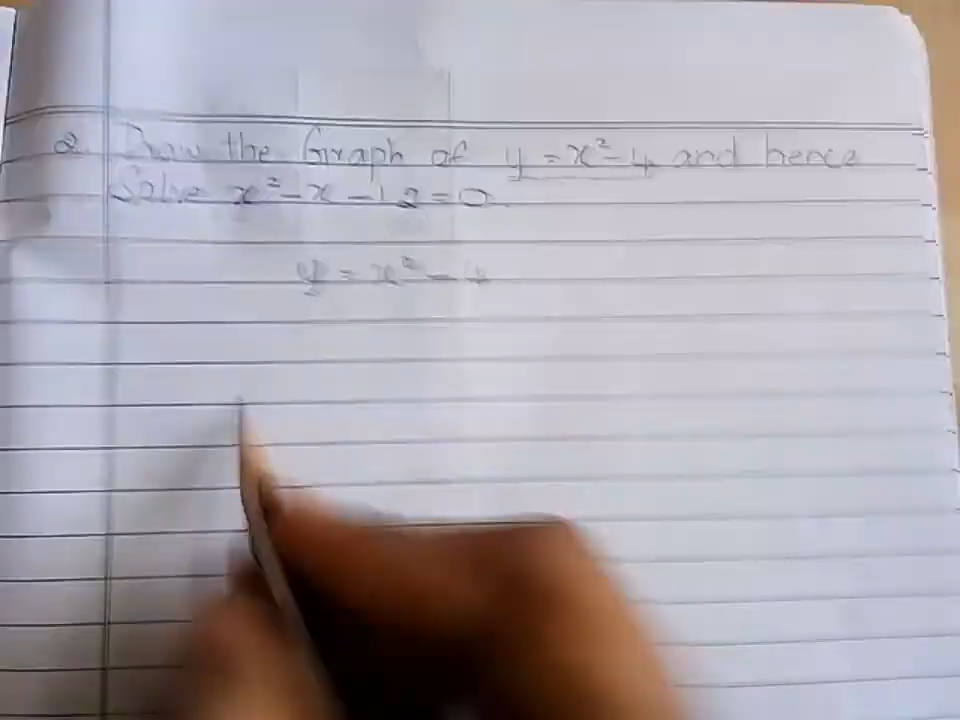 2. Draw the Graph of y = x² - 4 and hence
Solve x² - x - 12 = 0
y = x² - 4